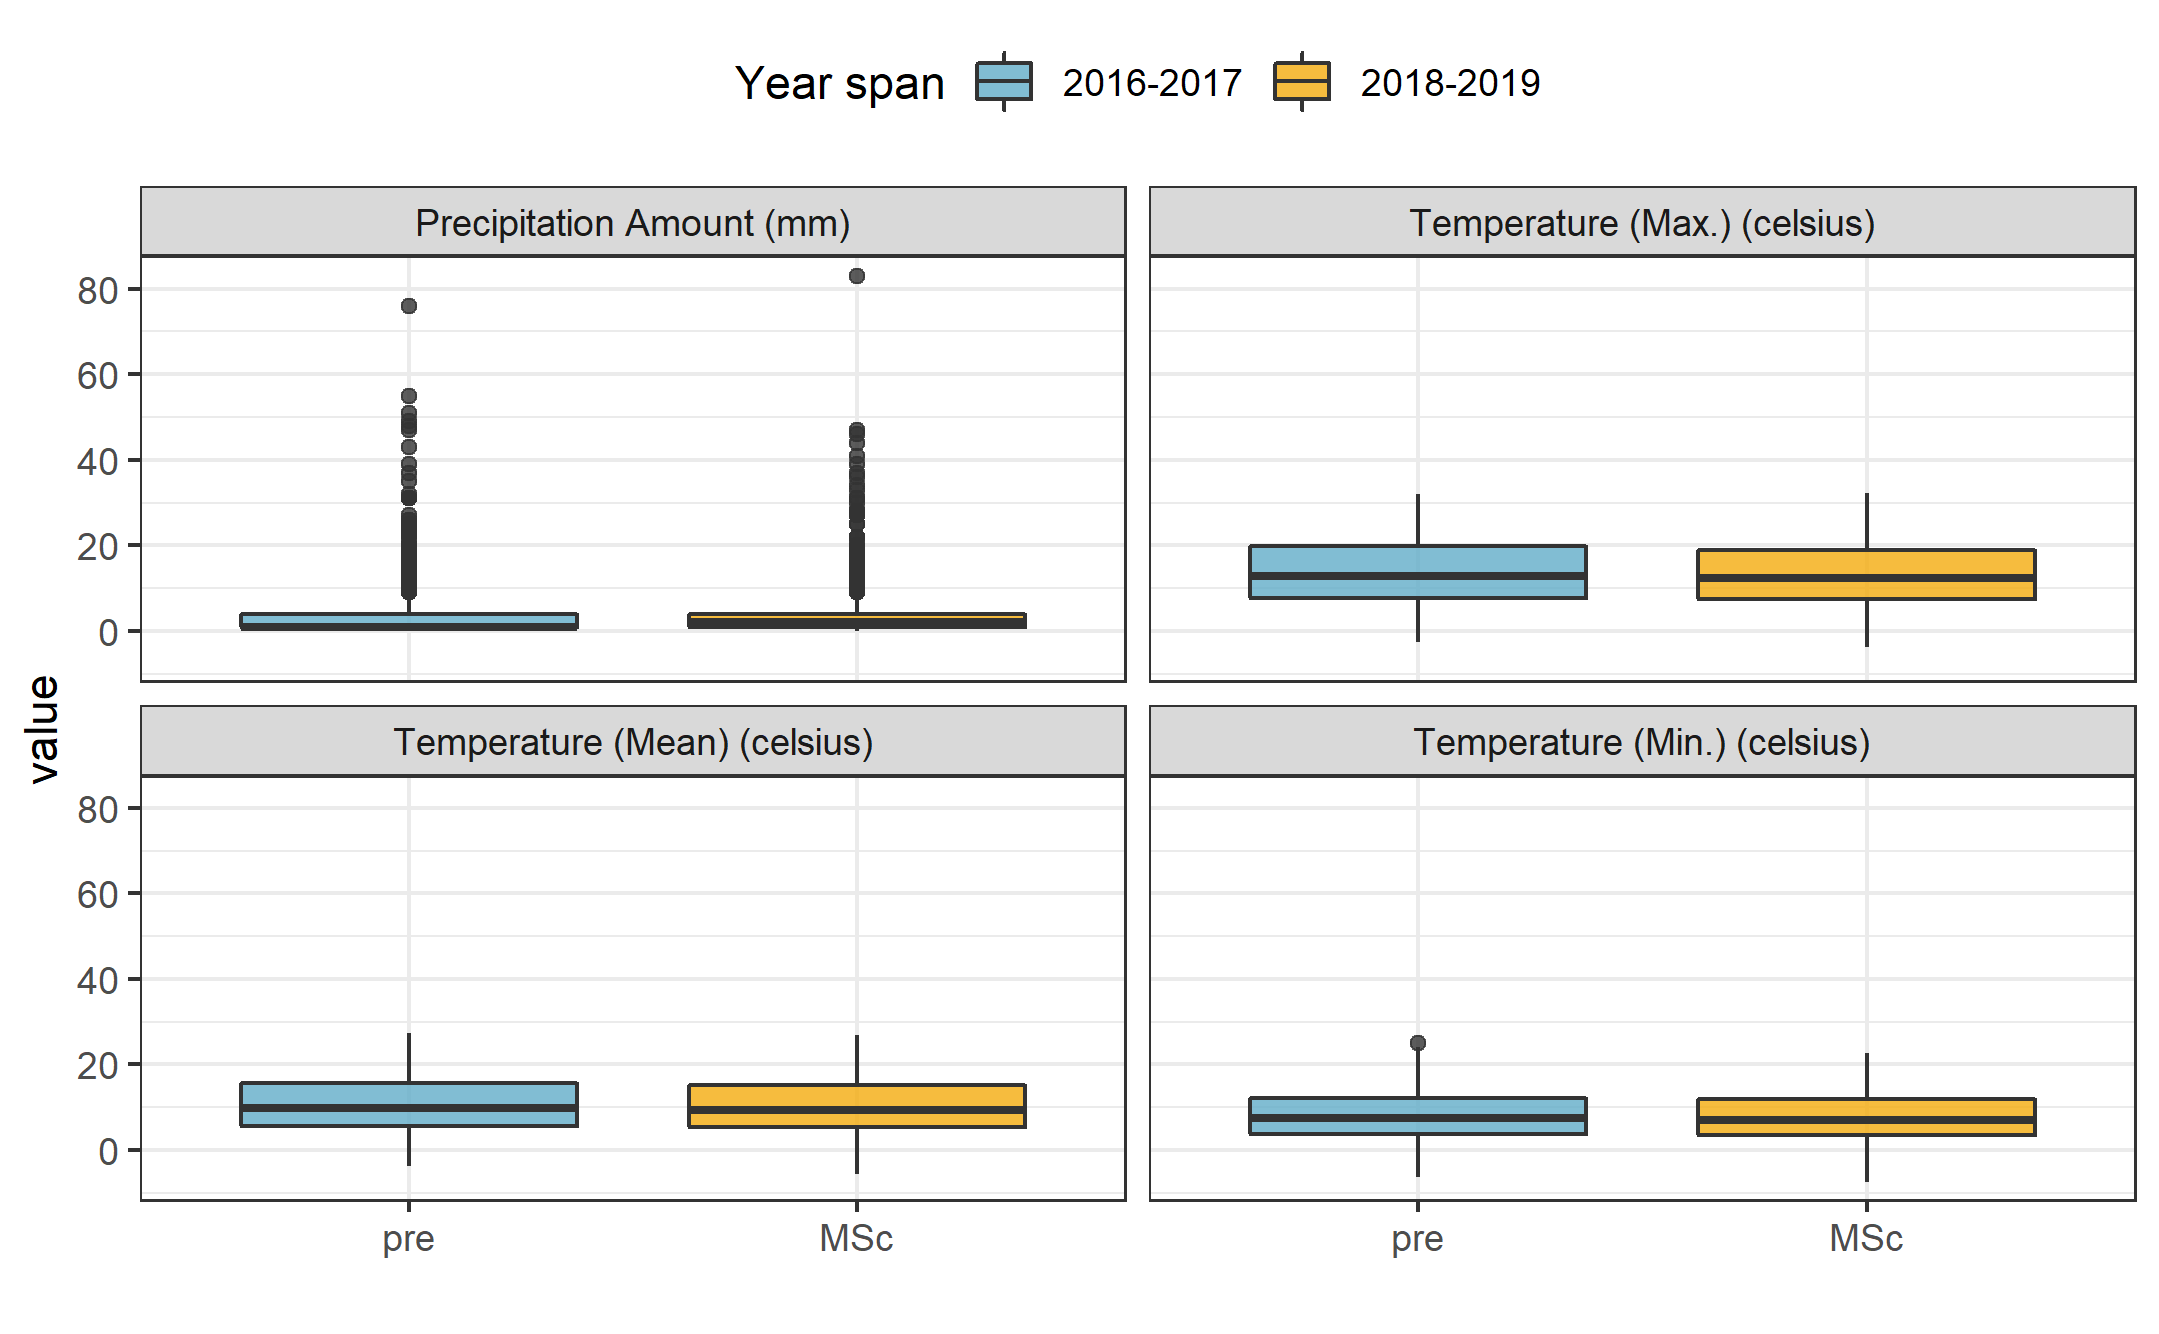 Year span 2016-2017 2018-2019
Precipitation Amount (mm) Temperature (Max.) (celsius)
80
60
40
20
0
value
Temperature (Mean) (celsius) Temperature (Min.) (celsius)
80
60
40
20
0
pre MSc pre MSc